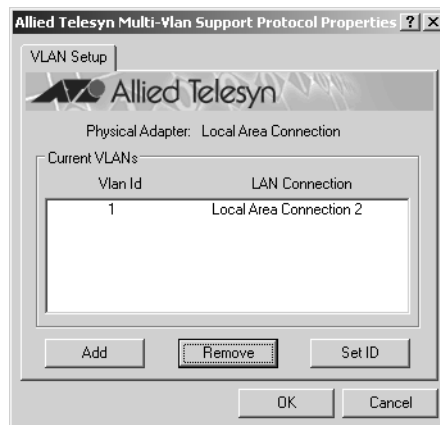 Allied Telesyn Multi-Vlan Support Protocol Properties ? X
VLAN Setup
Allied Telesyn
Physical Adapter: Local Area Connection
Current VLANs
Vlan Id LAN Connection
1 Local Area Connection 2
Add Remove Set ID
OK Cancel